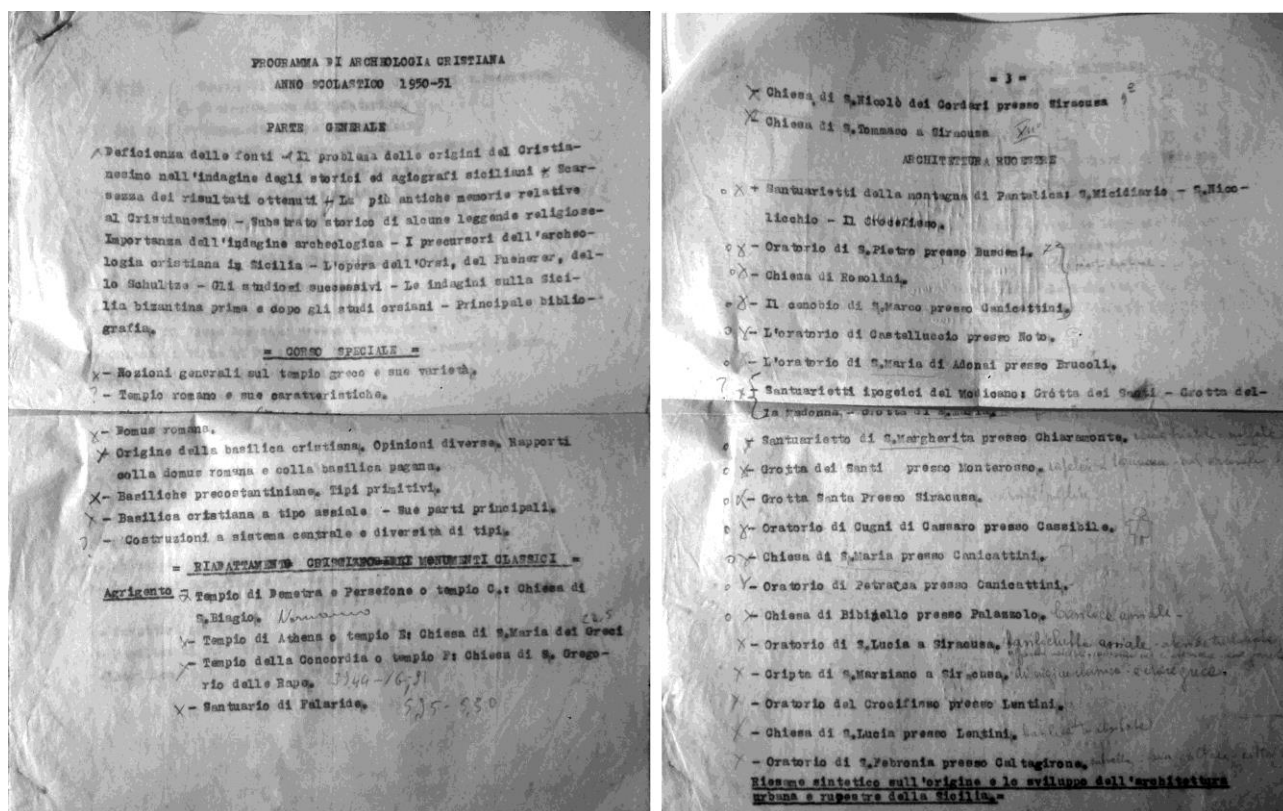 PROGRAMMA DI ARCHEOLOGIA CRISTIANA
ANNO SCOLASTICO 1950-51
PARTE GENERALE
Deficienza delle fonti - Il problema delle origini del Cristia-
nesimo nell'indagine degli storici ed agiografi siciliani - Scar-
sezza dei risultati ottenuti - Le più antiche memorie relative
al Cristianesimo - Substrato storico di alcune leggende religiose-
Importanza dell'indagine archeologica - I precursori dell'archeo-
logia cristiana in Sicilia - L'opera dell'Orsi, del Fuehrer, del-
lo Schultze - Gli studiosi successivi - Le indagini sulla Sici-
lia bizantina prima e dopo gli studi orsiani - Principale biblio-
grafia.
= CORSO SPECIALE =
x- Nozioni generali sul tempio greco e sue varietà.
? - Tempio romano e sue caratteristiche.
x- Domus romana.
x- Origine della basilica cristiana. Opinioni diverse. Rapporti
colla domus romana e colla basilica pagana.
x- Basiliche precostantiniane. Tipi primitivi.
x- Basilica cristiana a tipo assiale - Sue parti principali.
? - Costruzioni a sistema centrale e diversità di tipi.
= RIADATTAMENTO MONUMENTI CLASSICI =
Agrigento - Tempio di Demetra e Persefone o tempio C.: Chiesa di
S.Biagio. Normanno
x- Tempio di Athena o tempio E: Chiesa di S.Maria dei Greci
x- Tempio della Concordia o tempio F: Chiesa di S. Grego-
rio delle Rape.
x- Santuario di Falaride.
= 3 =
x- Chiesa di S.Nicolò dei Cordari presso Siracusa
x- Chiesa di S.Tommaso a Siracusa XII
ARCHITETTURA RUPESTRE
o x + Santuarietti della montagna di Pantalica: S.Micidiario - S.Nico-
licchio - Il Crocefisso.
o x- Oratorio di S.Pietro presso Buscemi.
o x- Chiesa di Rosolini.
o x- Il cenobio di S.Marco presso Canicattini.
o x- L'oratorio di Castelluccio presso Noto.
o x- L'oratorio di S.Maria di Adonai presso Brucoli.
? x + Santuarietti ipogeici del Modicano: Grotta dei Santi - Grotta del-
la Madonna - Grotta di S.Maria.
o x Santuarietto di S.Margherita presso Chiaramonte.
o x- Grotta dei Santi presso Monterosso.
o x- Grotta Santa Presso Siracusa.
o x- Oratorio di Cugni di Cassaro presso Cassibile.
o x- Chiesa di S.Maria presso Canicattini.
o x- Oratorio di Petracca presso Canicattini.
o x- Chiesa di Bibinello presso Palazzolo.
x- Oratorio di S.Lucia a Siracusa.
x- Cripta di S.Marziano a Siracusa.
x- Oratorio del Crocifisso presso Lentini.
x- Chiesa di S.Lucia presso Lentini.
x- Oratorio di S.Febronia presso Caltagirone.
Riesame sintetico sull'origine e lo sviluppo dell'architettura
urbana e rupestre della Sicilia.=